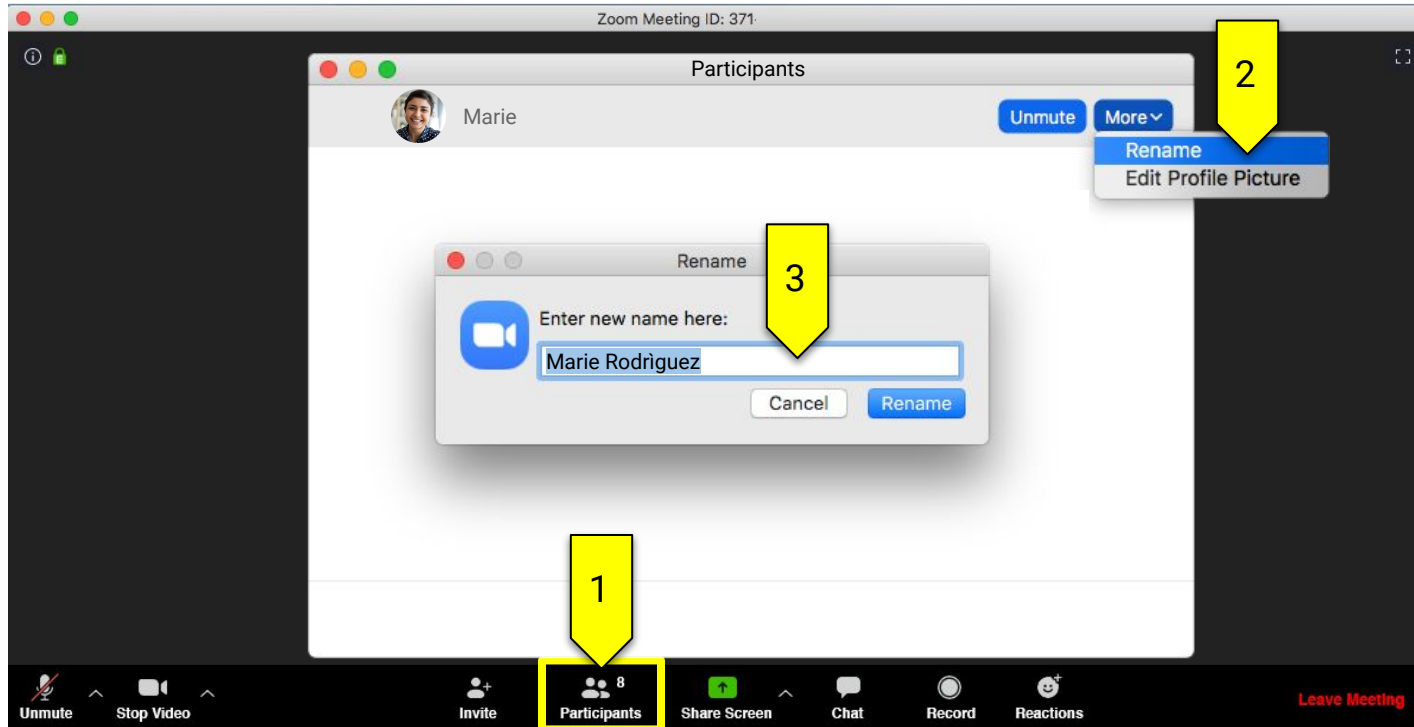 Zoom Meeting ID: 371-
Participants
2
Marie
Unmute
More
Rename
Edit Profile Picture
Rename
3
Enter new name here:
Marie Rodrìguez
Cancel
Rename
1
8
Unmute
Stop Video
Invite
Participants
Share Screen
Chat
Record
Reactions
Leave Meeting